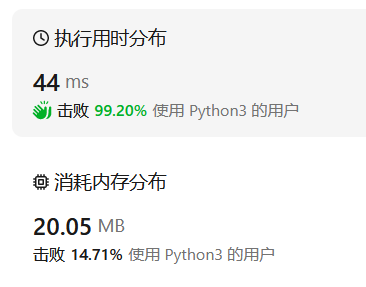 执行用时分布
44 ms
击败 99.20% 使用 Python3 的用户
消耗内存分布
20.05 MB
击败 14.71% 使用 Python3 的用户